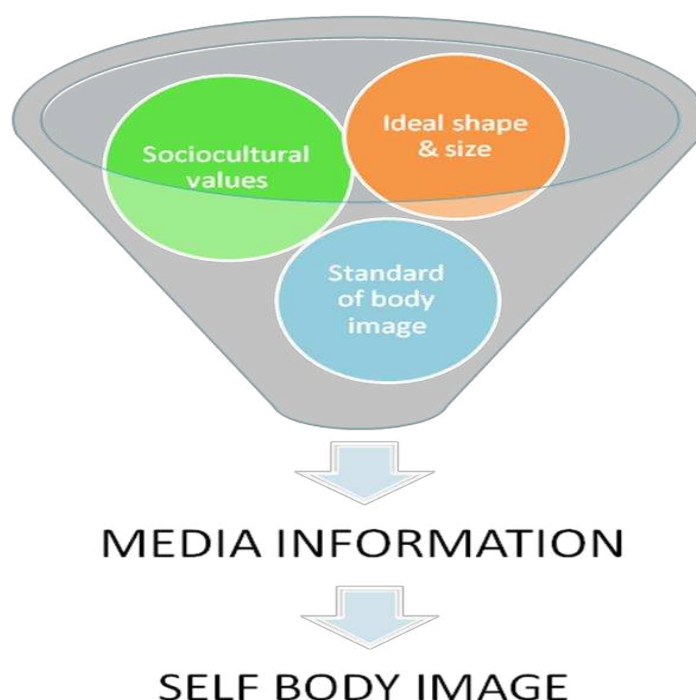 Sociocultural
values
Ideal shape
& size
Standard
of body
image
MEDIA INFORMATION
SELF BODY IMAGE